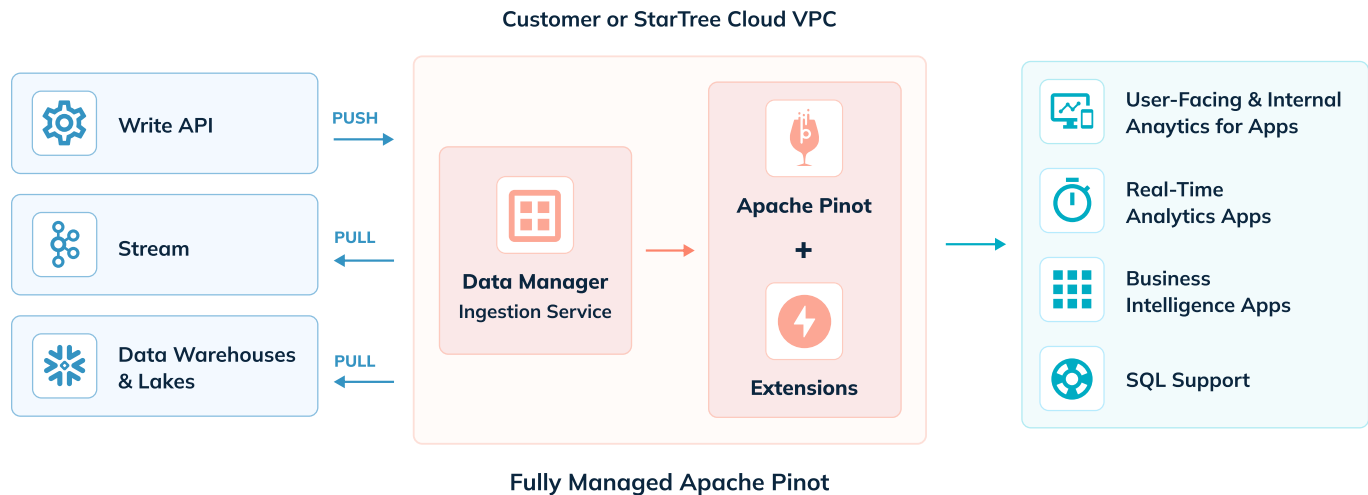 Customer or StarTree Cloud VPC
Write API
PUSH
Stream
PULL
Data Warehouses
& Lakes
PULL
Data Manager
Ingestion Service
Apache Pinot
+
Extensions
User-Facing & Internal
Anaytics for Apps
Real-Time
Analytics Apps
Business
Intelligence Apps
SQL Support
Fully Managed Apache Pinot